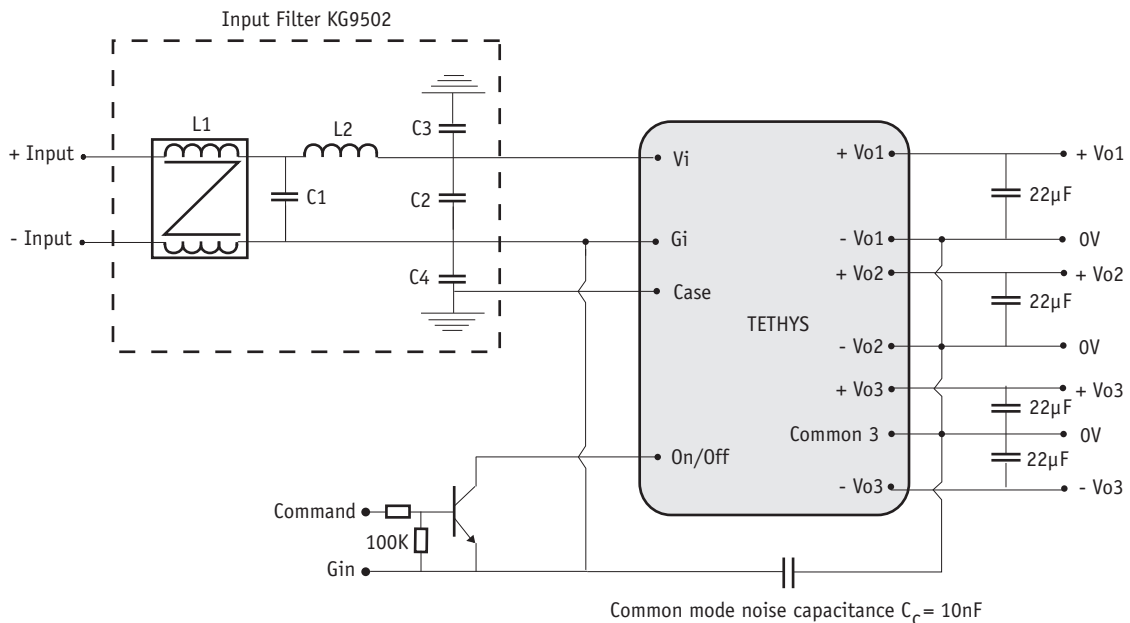 Input Filter KG9502
L1
L2
C3
+ Input
Vi
+ Vo1
+ Vo1
C1
C2
22µF
- Input
Gi
- Vo1
0V
C4
+ Vo2
+ Vo2
Case
22µF
TETHYS
- Vo2
0V
+ Vo3
+ Vo3
22µF
Common 3
0V
On/Off
22µF
- Vo3
- Vo3
Command
100K
Gin
Common mode noise capacitance CC = 10nF